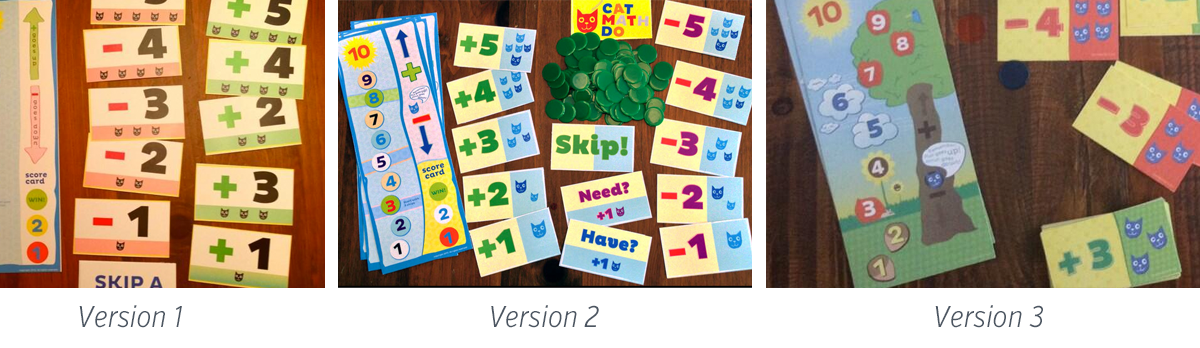 + goes up
- goes down
score
card
WIN!
2
1
- 4
- 3
- 2
- 1
+ 5
+ 4
+ 2
+ 3
+ 1
SKIP A
Version 1
10
9
8
7
6
5
4
3
2
1
+
-
score
card
WIN!
2
1
+5
+4
+3
+2
+1
CAT
MATH
DO
Skip!
Need?
+1
Have?
+1
-5
-4
-3
-2
-1
Version 2
10
9
8
7
6
5
4
3
2
1
+
-
-4
-3
+3
Version 3